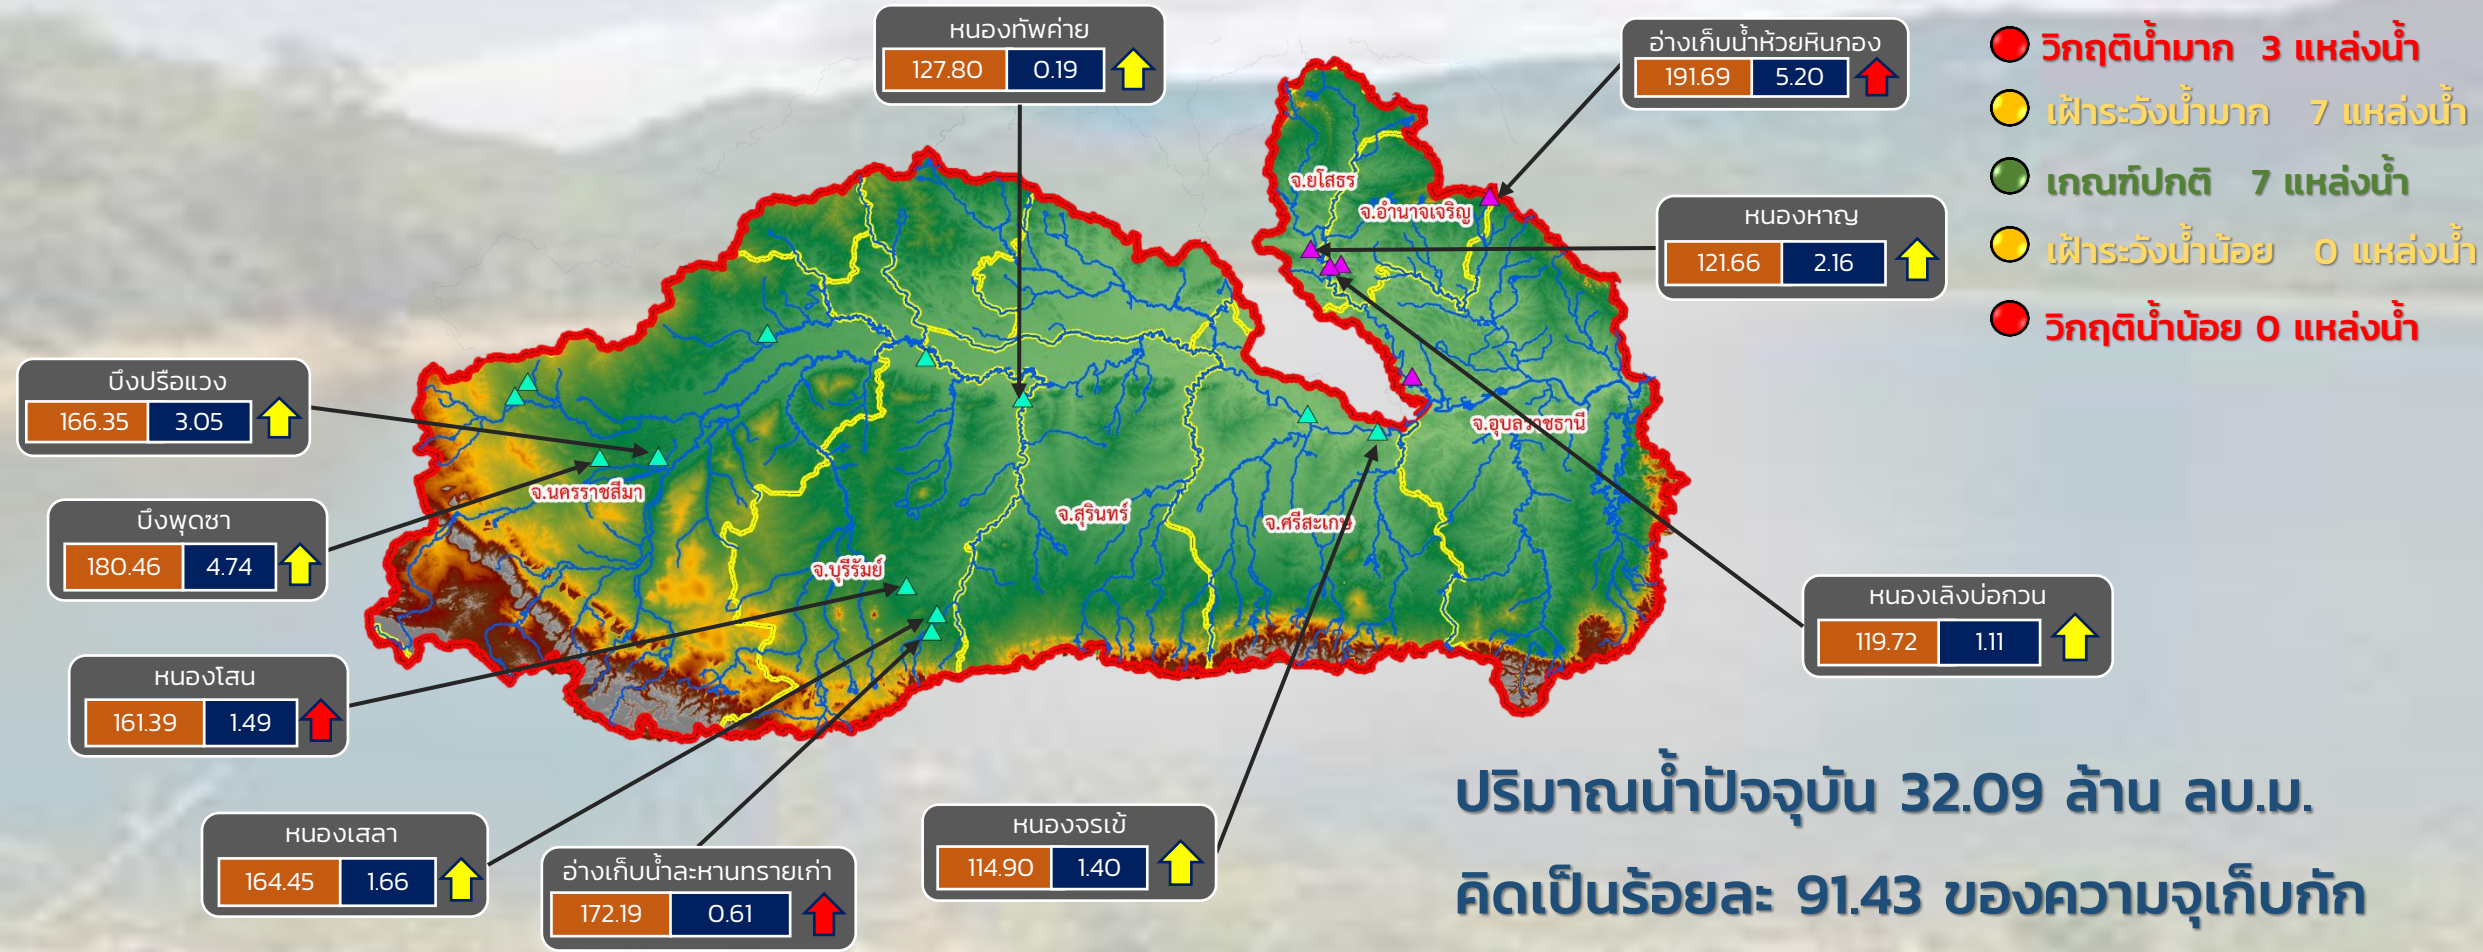 หนองทัพค่าย
127.80 0.19
อ่างเก็บน้ำห้วยหินกอง
191.69 5.20
วิกฤติน้ำมาก 3 แหล่งน้ำ
เฝ้าระวังน้ำมาก 7 แหล่งน้ำ
เกณฑ์ปกติ 7 แหล่งน้ำ
เฝ้าระวังน้ำน้อย 0 แหล่งน้ำ
วิกฤติน้ำน้อย 0 แหล่งน้ำ
จ.ยโสธร
จ.อำนาจเจริญ
หนองหาญ
121.66 2.16
บึงปรือแวง
166.35 3.05
จ.อุบลราชธานี
จ.นครราชสีมา
จ.สุรินทร์
จ.ศรีสะเกษ
บึงพุดซา
180.46 4.74
จ.บุรีรัมย์
หนองเลิงบ่อกวน
119.72 1.11
หนองโสน
161.39 1.49
หนองเสลา
164.45 1.66
อ่างเก็บน้ำละหานทรายเก่า
172.19 0.61
หนองจรเข้
114.90 1.40
ปริมาณน้ำปัจจุบัน 32.09 ล้าน ลบ.ม.
คิดเป็นร้อยละ 91.43 ของความจุเก็บกัก